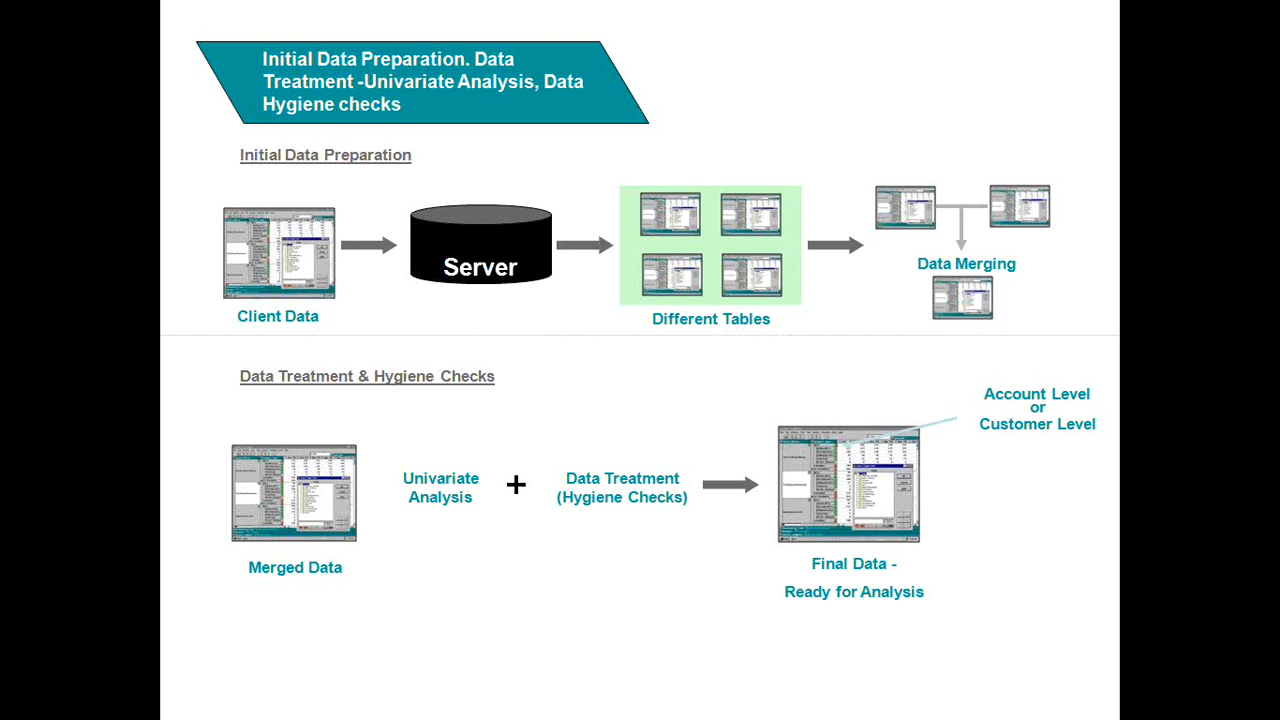 Initial Data Preparation. Data
Treatment -Univariate Analysis, Data
Hygiene checks
Initial Data Preparation
Server
Client Data
Different Tables
Data Merging
Data Treatment & Hygiene Checks
Account Level
or
Customer Level
Univariate
Analysis
+
Data Treatment
(Hygiene Checks)
Merged Data
Final Data -
Ready for Analysis